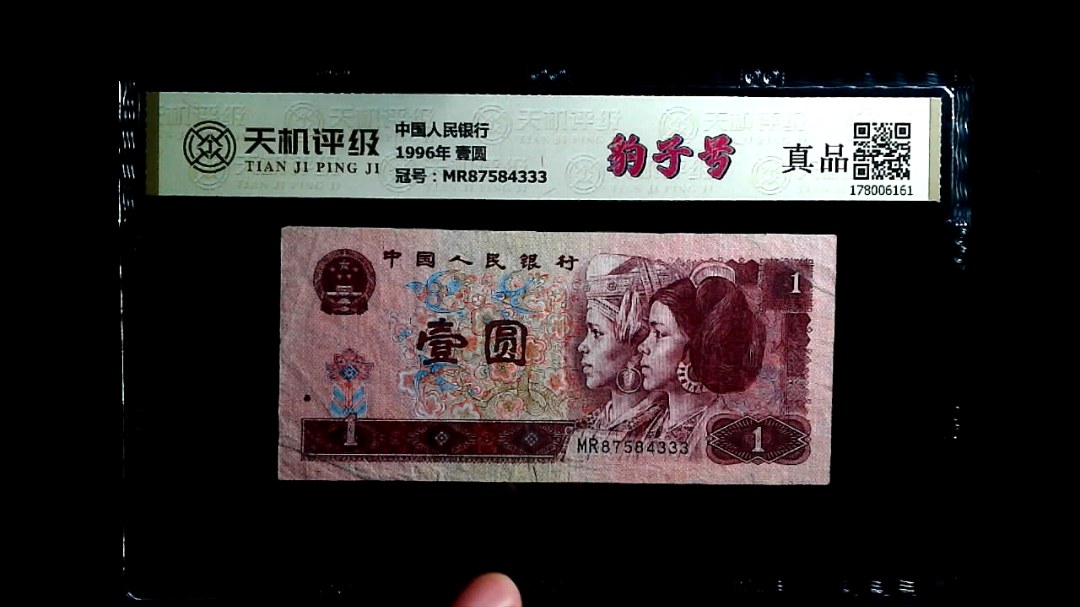 天机评级
TIAN JI PING JI
中国人民银行
1996年 壹圆
冠号：MR87584333
豹子号
真品
178006161
中国人民银行
1
壹圆
1
MR87584333
1